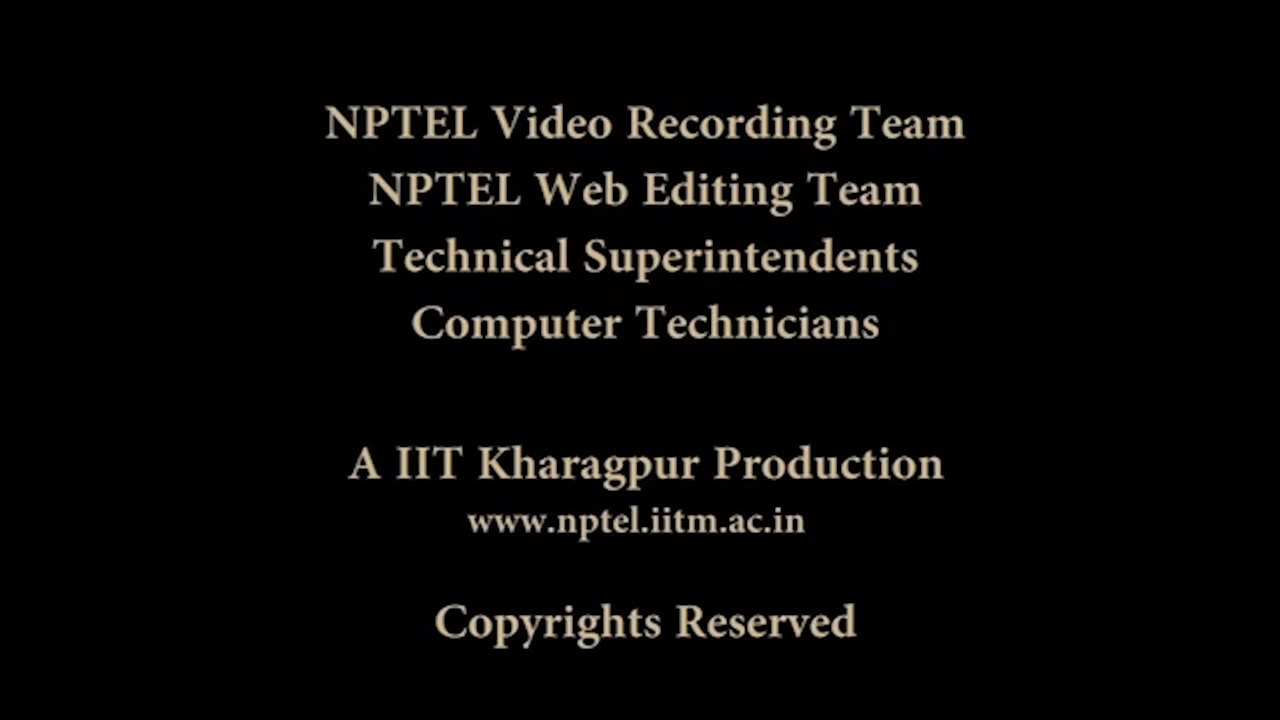 NPTEL Video Recording Team
NPTEL Web Editing Team
Technical Superintendents
Computer Technicians
A IIT Kharagpur Production
www.nptel.iitm.ac.in
Copyrights Reserved